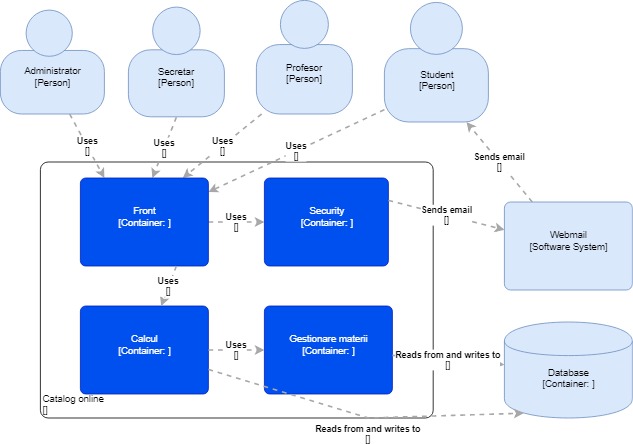 Administrator
[Person]
Secretar
[Person]
Profesor
[Person]
Student
[Person]
Uses
[]
Uses
[]
Uses
[]
Uses
[]
Sends email
[]
Front
[Container: ]
Uses
[]
Security
[Container: ]
Sends email
[]
Webmail
[Software System]
Uses
[]
Calcul
[Container: ]
Uses
[]
Gestionare materii
[Container: ]
Reads from and writes to
[]
Database
[Container: ]
Catalog online
[]
Reads from and writes to
[]